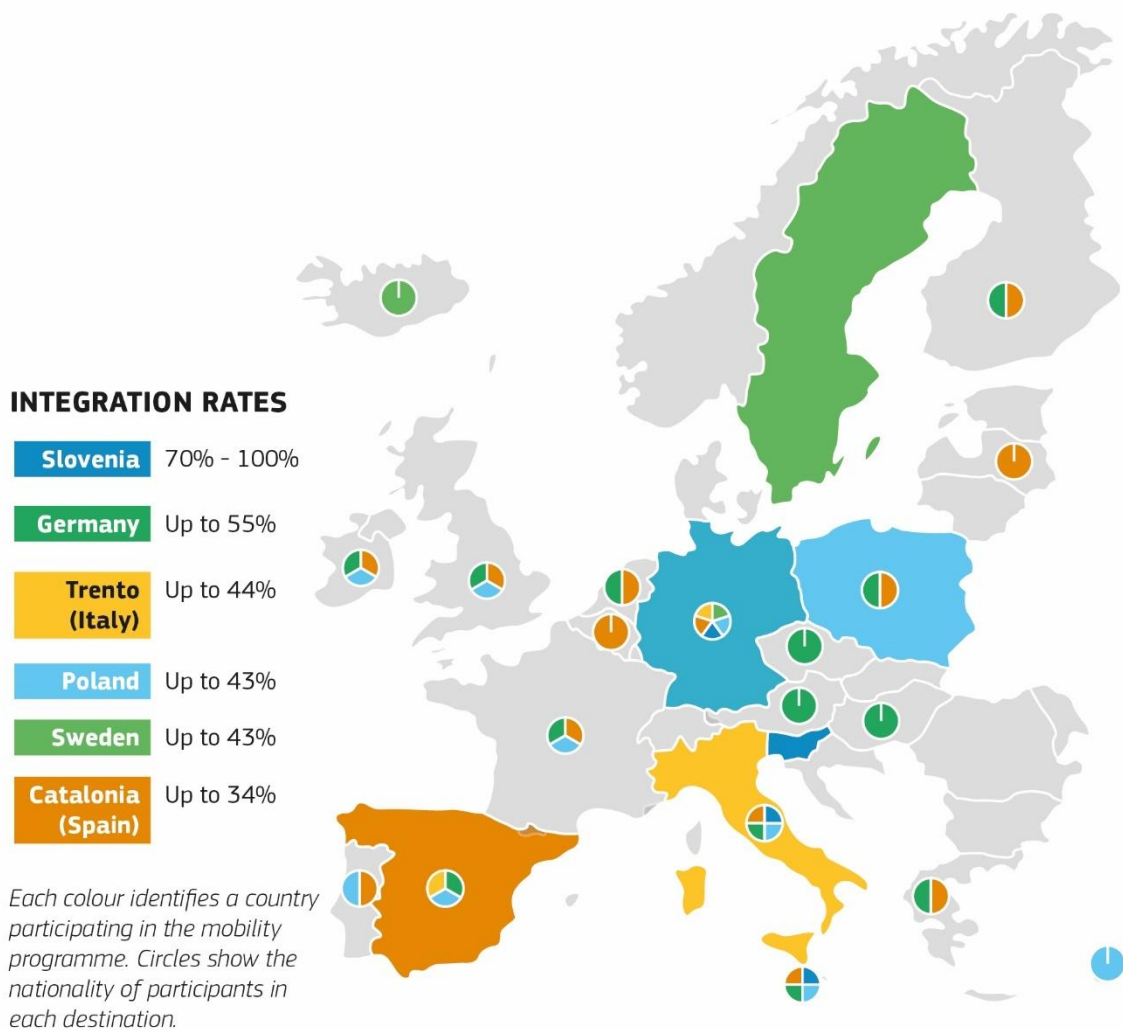 INTEGRATION RATES
Slovenia 70% - 100%
Germany Up to 55%
Trento Up to 44%
(Italy)
Poland Up to 43%
Sweden Up to 43%
Catalonia Up to 34%
(Spain)
Each colour identifies a country
participating in the mobility
programme. Circles show the
nationality of participants in
each destination.